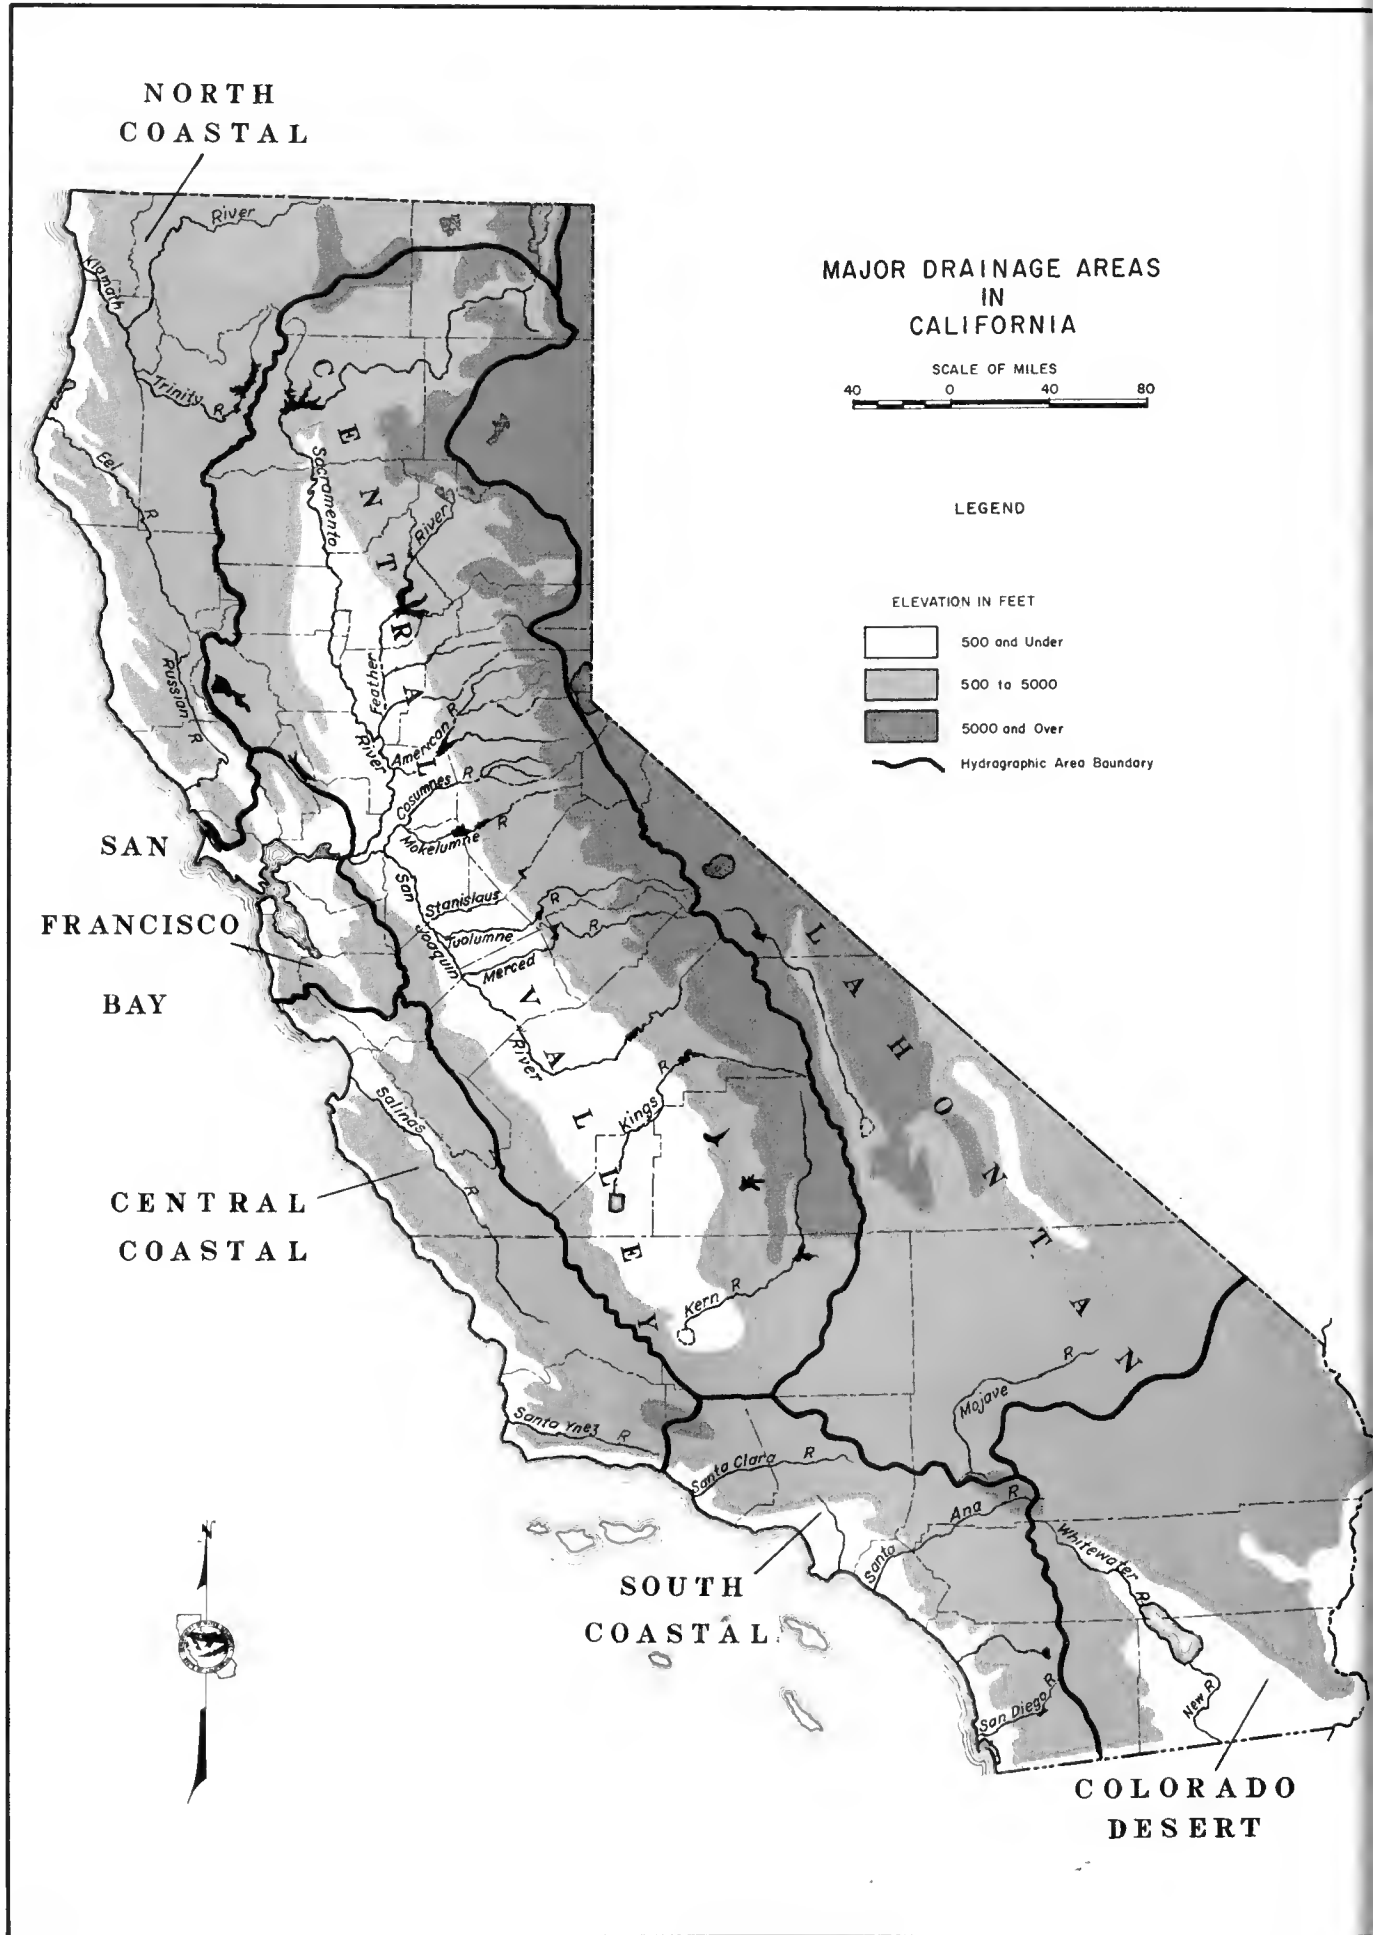 NORTH
COASTAL
MAJOR DRAINAGE AREAS
IN
CALIFORNIA
SCALE OF MILES
40 0 40 80
LEGEND
ELEVATION IN FEET
500 and Under
500 to 5000
5000 and Over
Hydrographic Area Boundary
Klamath
River
Trinity R
Eel
R
Russian R
CENTRAL
VALLEY
Sacramento
River
Feather
River
American R
Cosumnes R
Mokelumne R
Stanislaus R
Tuolumne R
Merced
San
Joaquin
River
Kings R
Kern R
SAN
FRANCISCO
BAY
LAHONTAN
Salinas
R
CENTRAL
COASTAL
Mojave R
Santa Ynez R
Santa Clara R
Santa Ana R
Whitewater R
N
SOUTH
COASTAL
San Diego R
New R
COLORADO
DESERT